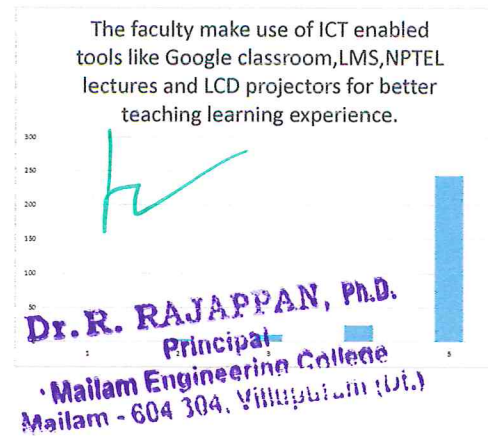 The faculty make use of ICT enabled
tools like Google classroom,LMS,NPTEL
lectures and LCD projectors for better
teaching learning experience.
300
250
200
150
100
50
1 3 5
Dr. R. RAJAPPAN, Ph.D.
Principal
Mailam Engineering College
Mailam - 604 304. Villupuram (Dt.)